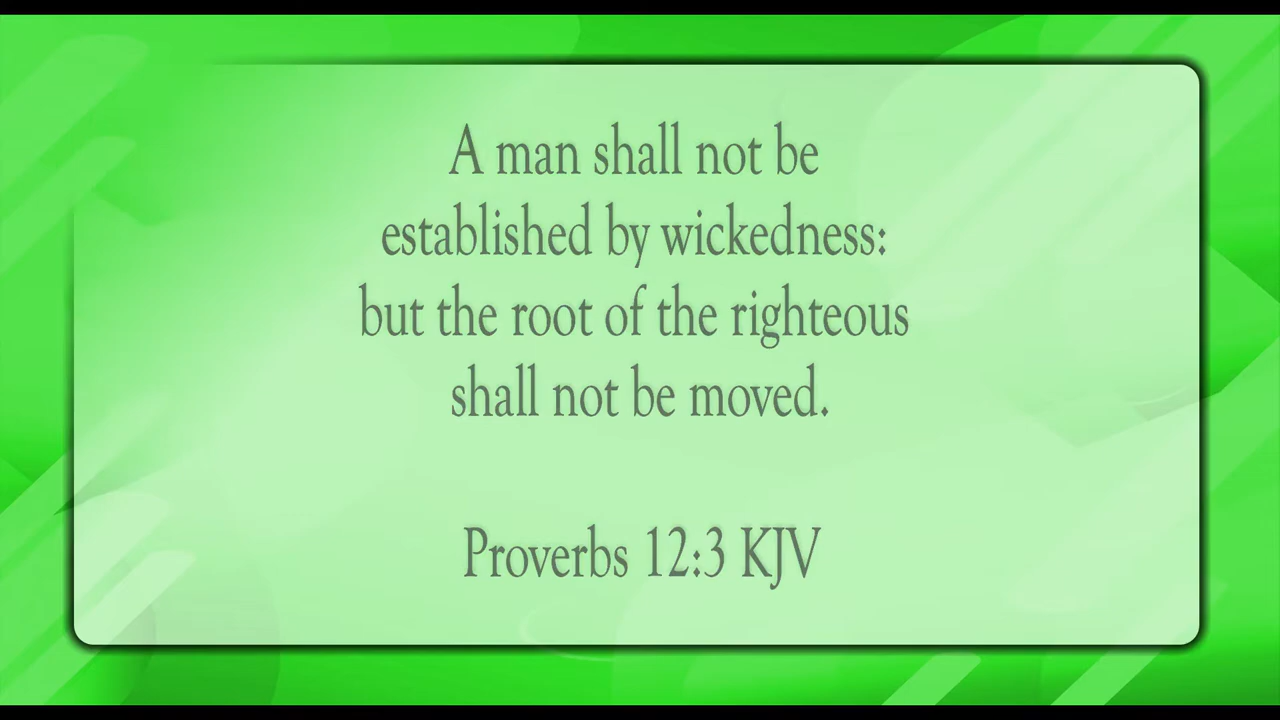 A man shall not be
established by wickedness:
but the root of the righteous
shall not be moved.
Proverbs 12:3 KJV